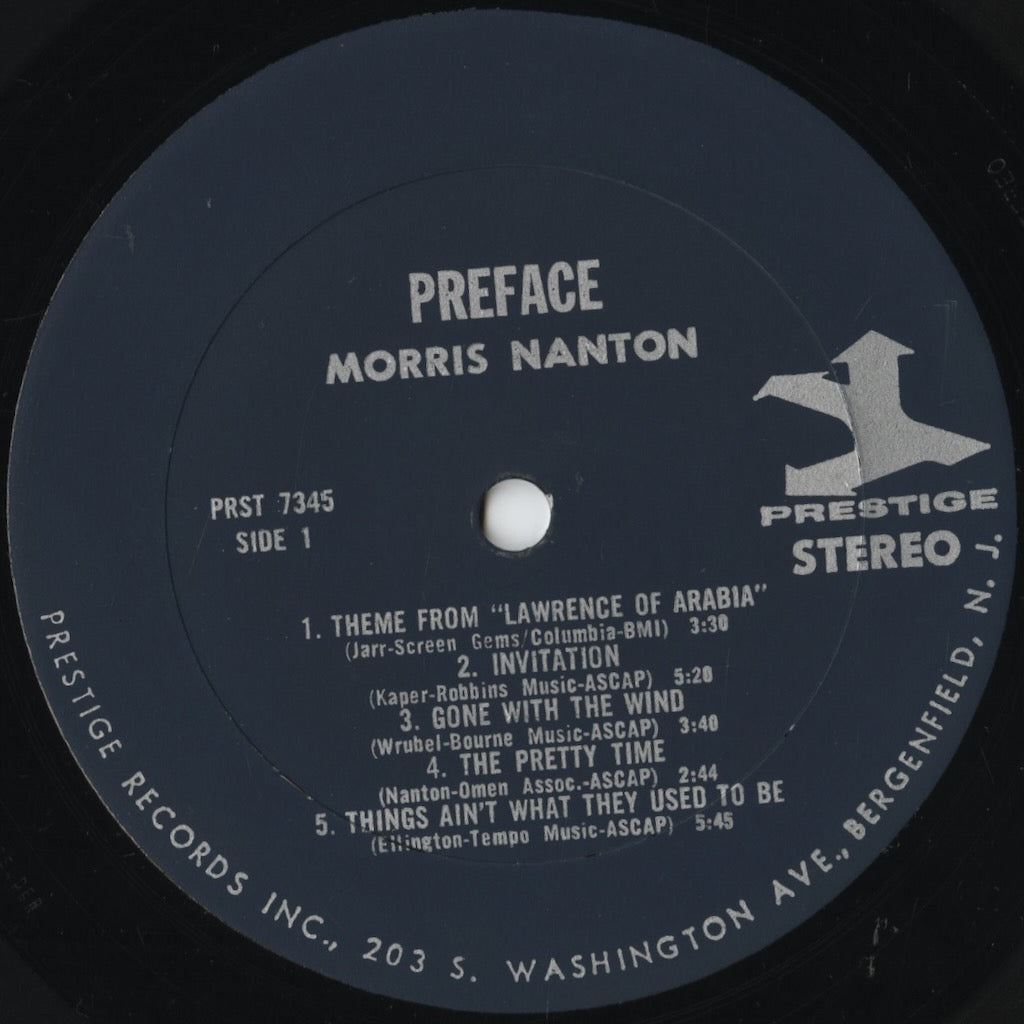 PREFACE
MORRIS NANTON
PRESTIGE
STEREO
PRST 7345
SIDE 1
1. THEME FROM "LAWRENCE OF ARABIA"
(Jarr-Screen Gems/Columbia-BMI) 3:30
2. INVITATION
(Kaper-Robbins Music-ASCAP) 5:20
3. GONE WITH THE WIND
(Wrubel-Bourne Music-ASCAP) 3:40
4. THE PRETTY TIME
(Nanton-Omen Assoc.-ASCAP) 2:44
5. THINGS AIN'T WHAT THEY USED TO BE
(Ellington-Tempo Music-ASCAP) 5:45
PRESTIGE RECORDS INC., 203 S. WASHINGTON AVE., BERGENFIELD, N. J.